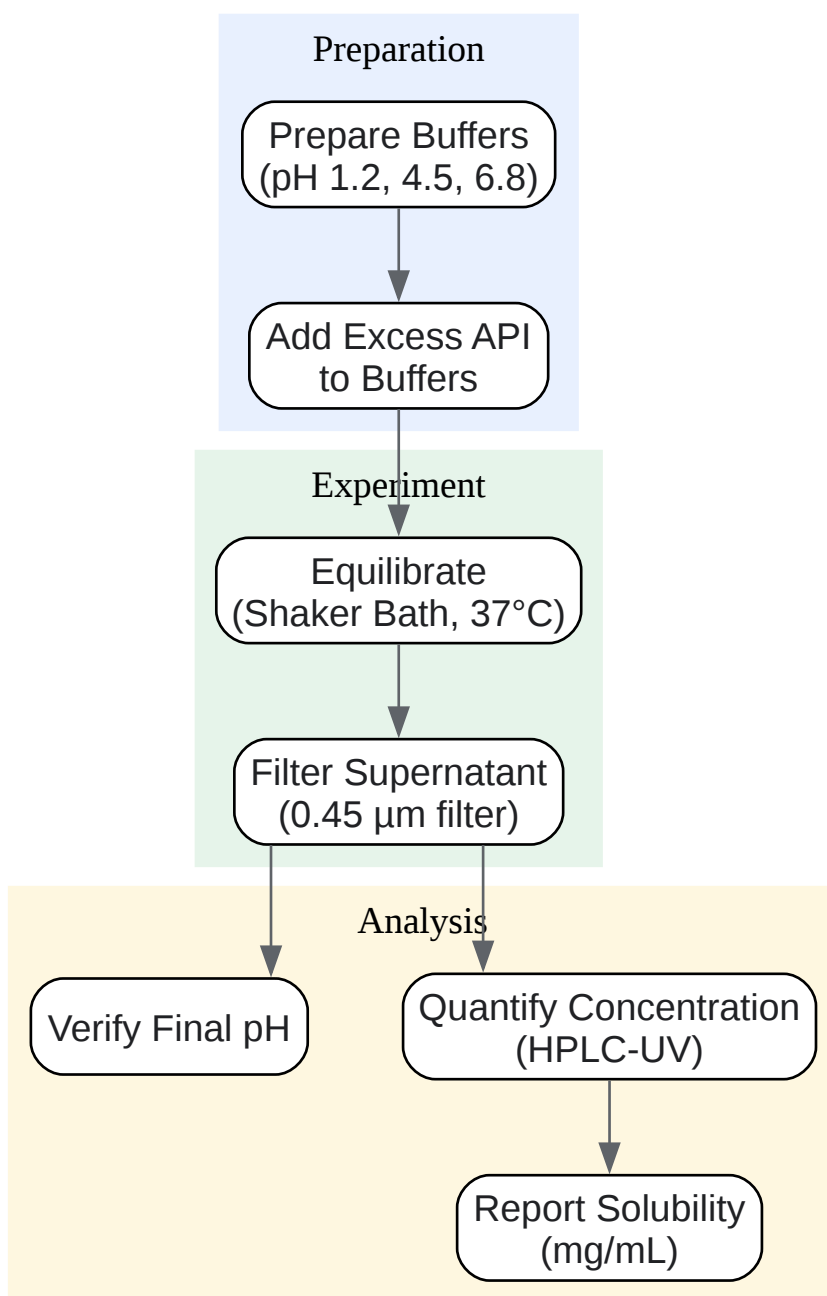 Preparation
Prepare Buffers
(pH 1.2, 4.5, 6.8)
Add Excess API
to Buffers
Experiment
Equilibrate
(Shaker Bath, 37°C)
Filter Supernatant
(0.45 µm filter)
Analysis
Verify Final pH
Quantify Concentration
(HPLC-UV)
Report Solubility
(mg/mL)